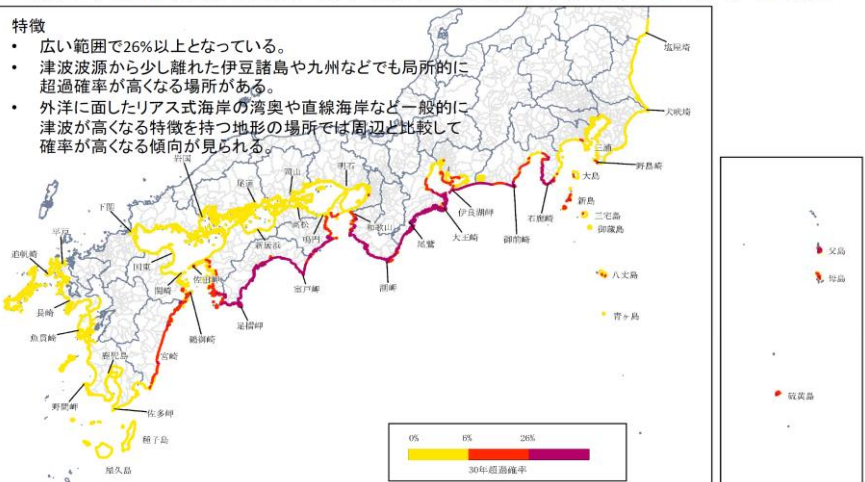 特徴
• 広い範囲で26%以上となっている。
• 津波波源から少し離れた伊豆諸島や九州などでも局所的に
超過確率が高くなる場所がある。
• 外洋に面したリアス式海岸の湾奥や直線海岸など一般的に
津波が高くなる特徴を持つ地形の場所では周辺と比較して
確率が高くなる傾向が見られる。
塩屋埼
犬吠埼
三浦
野島崎
大島
新島
三宅島
御蔵島
八丈島
青ヶ島
父島
母島
硫黄島
石廊崎
御前崎
伊良湖岬
大王崎
尾鷲
潮岬
和歌山
明石
岡山
尾道
岩国
高松
鳴門
新居浜
室戸岬
足摺岬
佐田岬
下関
国東
関崎
鶴御崎
平戸
長崎
鹿児島
宮崎
野間岬
佐多岬
種子島
屋久島
0%
6%
26%
30年超過確率